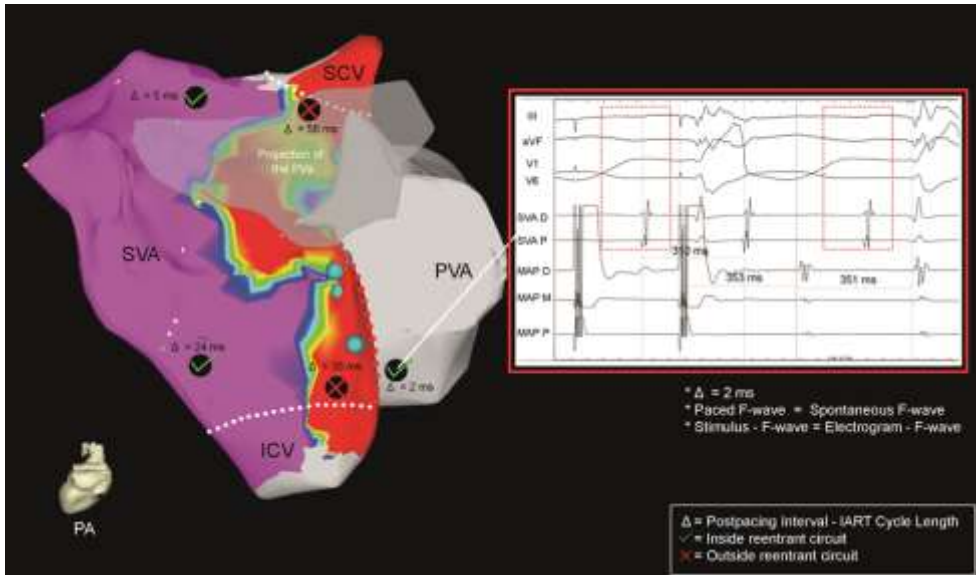 SCV
Δ = 5 ms
Δ = 58 ms
Projection of
the PVs
SVA
PVA
Δ = 24 ms
Δ = 2 ms
ICV
PA
III
aVF
V1
V6
SVA D
SVA P
MAP D
MAP M
MAP P
310 ms
353 ms
351 ms
* Δ = 2 ms
* Paced F-wave = Spontaneous F-wave
* Stimulus - F-wave = Electrogram - F-wave
Δ = Postpacing Interval - IART Cycle Length
✓ = Inside reentrant circuit
✕ = Outside reentrant circuit